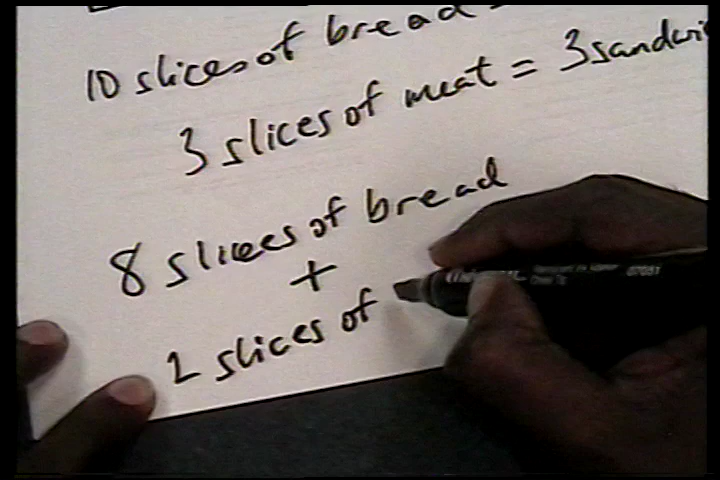 10 slices of bread
3 slices of meat = 3 sandwi
8 slices of bread
+
2 slices of